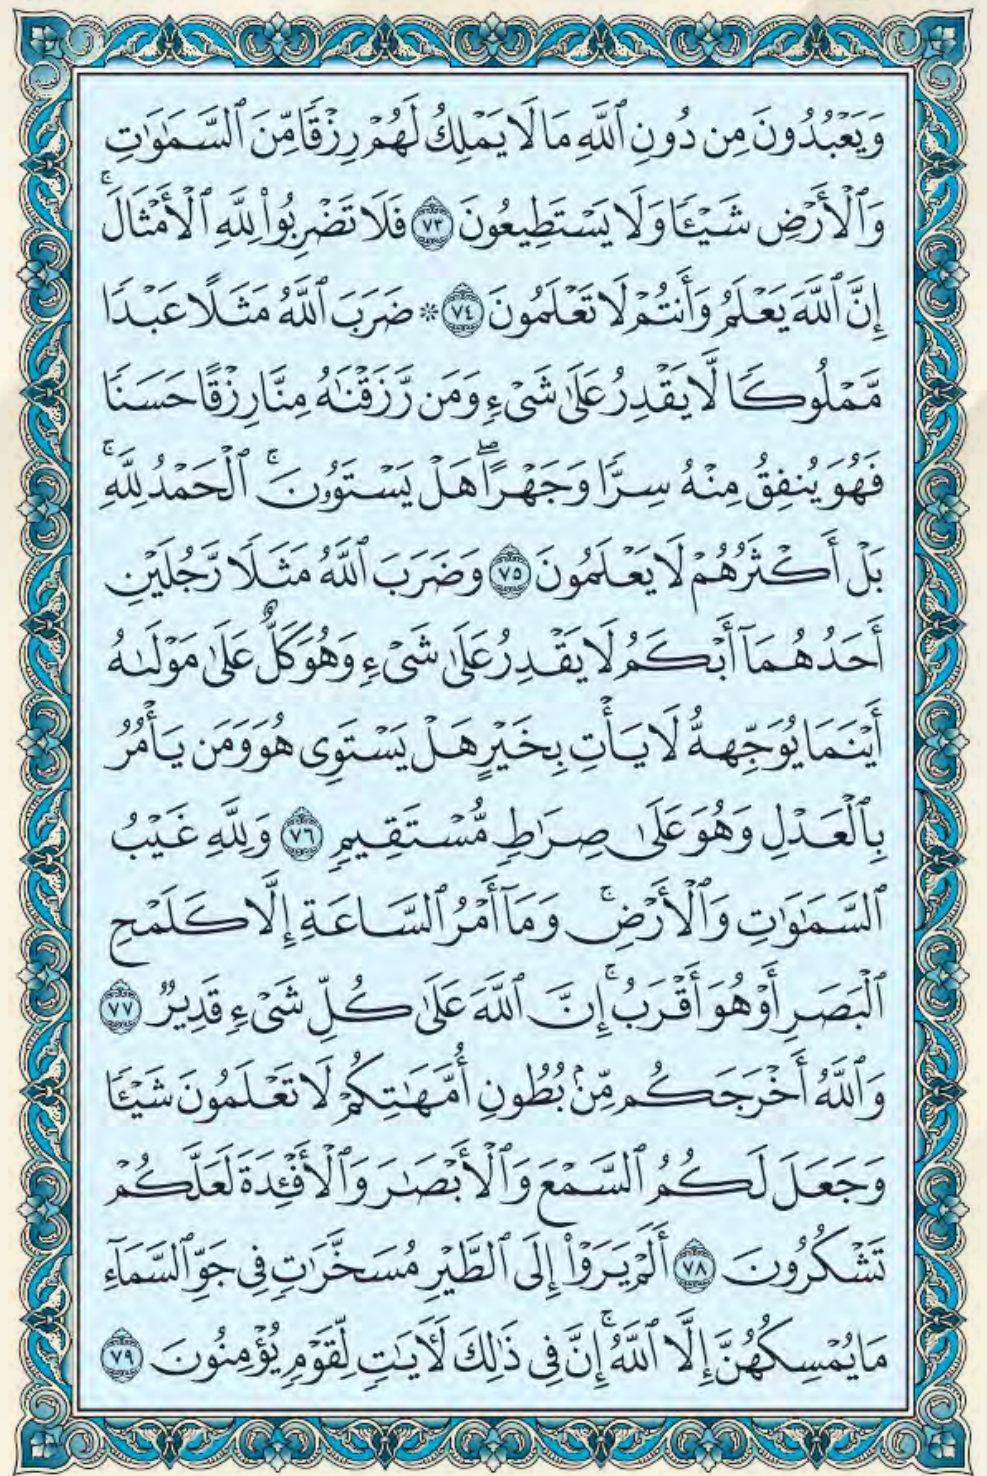 وَيَعْبُدُونَ مِن دُونِ ٱللَّهِ مَا لَا يَمْلِكُ لَهُمْ رِزْقًا مِّنَ ٱلسَّمَٰوَٰتِ
وَٱلْأَرْضِ شَيْـًٔا وَلَا يَسْتَطِيعُونَ ٧٣ فَلَا تَضْرِبُوا۟ لِلَّهِ ٱلْأَمْثَالَ ۚ
إِنَّ ٱللَّهَ يَعْلَمُ وَأَنتُمْ لَا تَعْلَمُونَ ٧٤ * ضَرَبَ ٱللَّهُ مَثَلًا عَبْدًا
مَّمْلُوكًا لَّا يَقْدِرُ عَلَىٰ شَىْءٍ وَمَن رَّزَقْنَٰهُ مِنَّا رِزْقًا حَسَنًا
فَهُوَ يُنفِقُ مِنْهُ سِرًّا وَجَهْرًا ۖ هَلْ يَسْتَوُۥنَ ۚ ٱلْحَمْدُ لِلَّهِ ۚ
بَلْ أَكْثَرُهُمْ لَا يَعْلَمُونَ ٧٥ وَضَرَبَ ٱللَّهُ مَثَلًا رَّجُلَيْنِ
أَحَدُهُمَآ أَبْكَمُ لَا يَقْدِرُ عَلَىٰ شَىْءٍ وَهُوَ كَلٌّ عَلَىٰ مَوْلَىٰهُ
أَيْنَمَا يُوَجِّههُّ لَا يَأْتِ بِخَيْرٍ هَلْ يَسْتَوِى هُوَ وَمَن يَأْمُرُ
بِٱلْعَدْلِ وَهُوَ عَلَىٰ صِرَٰطٍ مُّسْتَقِيمٍ ٧٦ وَلِلَّهِ غَيْبُ
ٱلسَّمَٰوَٰتِ وَٱلْأَرْضِ ۚ وَمَآ أَمْرُ ٱلسَّاعَةِ إِلَّا كَلَمْحِ
ٱلْبَصَرِ أَوْ هُوَ أَقْرَبُ ۚ إِنَّ ٱللَّهَ عَلَىٰ كُلِّ شَىْءٍ قَدِيرٌ ٧٧
وَٱللَّهُ أَخْرَجَكُم مِّنۢ بُطُونِ أُمَّهَٰتِكُمْ لَا تَعْلَمُونَ شَيْـًٔا
وَجَعَلَ لَكُمُ ٱلسَّمْعَ وَٱلْأَبْصَٰرَ وَٱلْأَفْـِٔدَةَ لَعَلَّكُمْ
تَشْكُرُونَ ٧٨ أَلَمْ يَرَوْا۟ إِلَى ٱلطَّيْرِ مُسَخَّرَٰتٍ فِى جَوِّ ٱلسَّمَآءِ
مَا يُمْسِكُهُنَّ إِلَّا ٱللَّهُ ۗ إِنَّ فِى ذَٰلِكَ لَـَٔايَٰتٍ لِّقَوْمٍ يُؤْمِنُونَ ٧٩